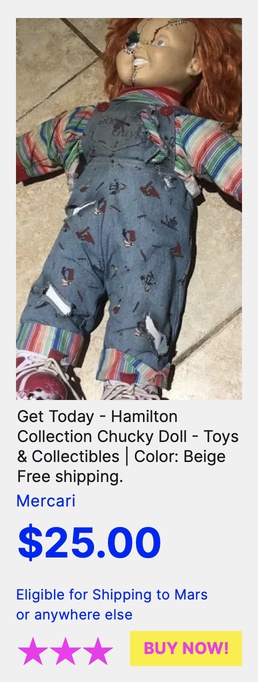 Get Today - Hamilton
Collection Chucky Doll - Toys
& Collectibles | Color: Beige
Free shipping.
Mercari
$25.00
Eligible for Shipping to Mars
or anywhere else
BUY NOW!